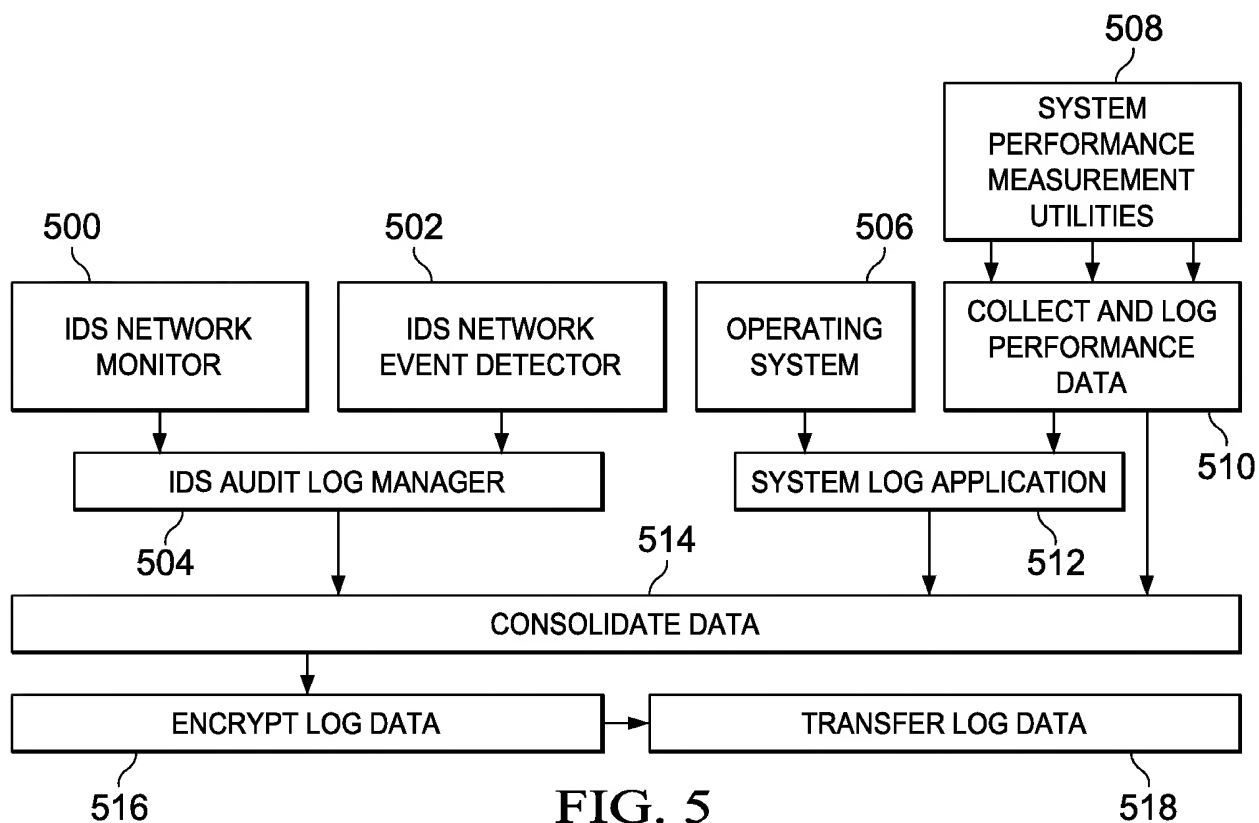 508
SYSTEM
PERFORMANCE
MEASUREMENT
UTILITIES
500
502
506
IDS NETWORK
MONITOR
IDS NETWORK
EVENT DETECTOR
OPERATING
SYSTEM
COLLECT AND LOG
PERFORMANCE
DATA
510
IDS AUDIT LOG MANAGER
SYSTEM LOG APPLICATION
504
514
512
CONSOLIDATE DATA
ENCRYPT LOG DATA
TRANSFER LOG DATA
516
FIG. 5
518